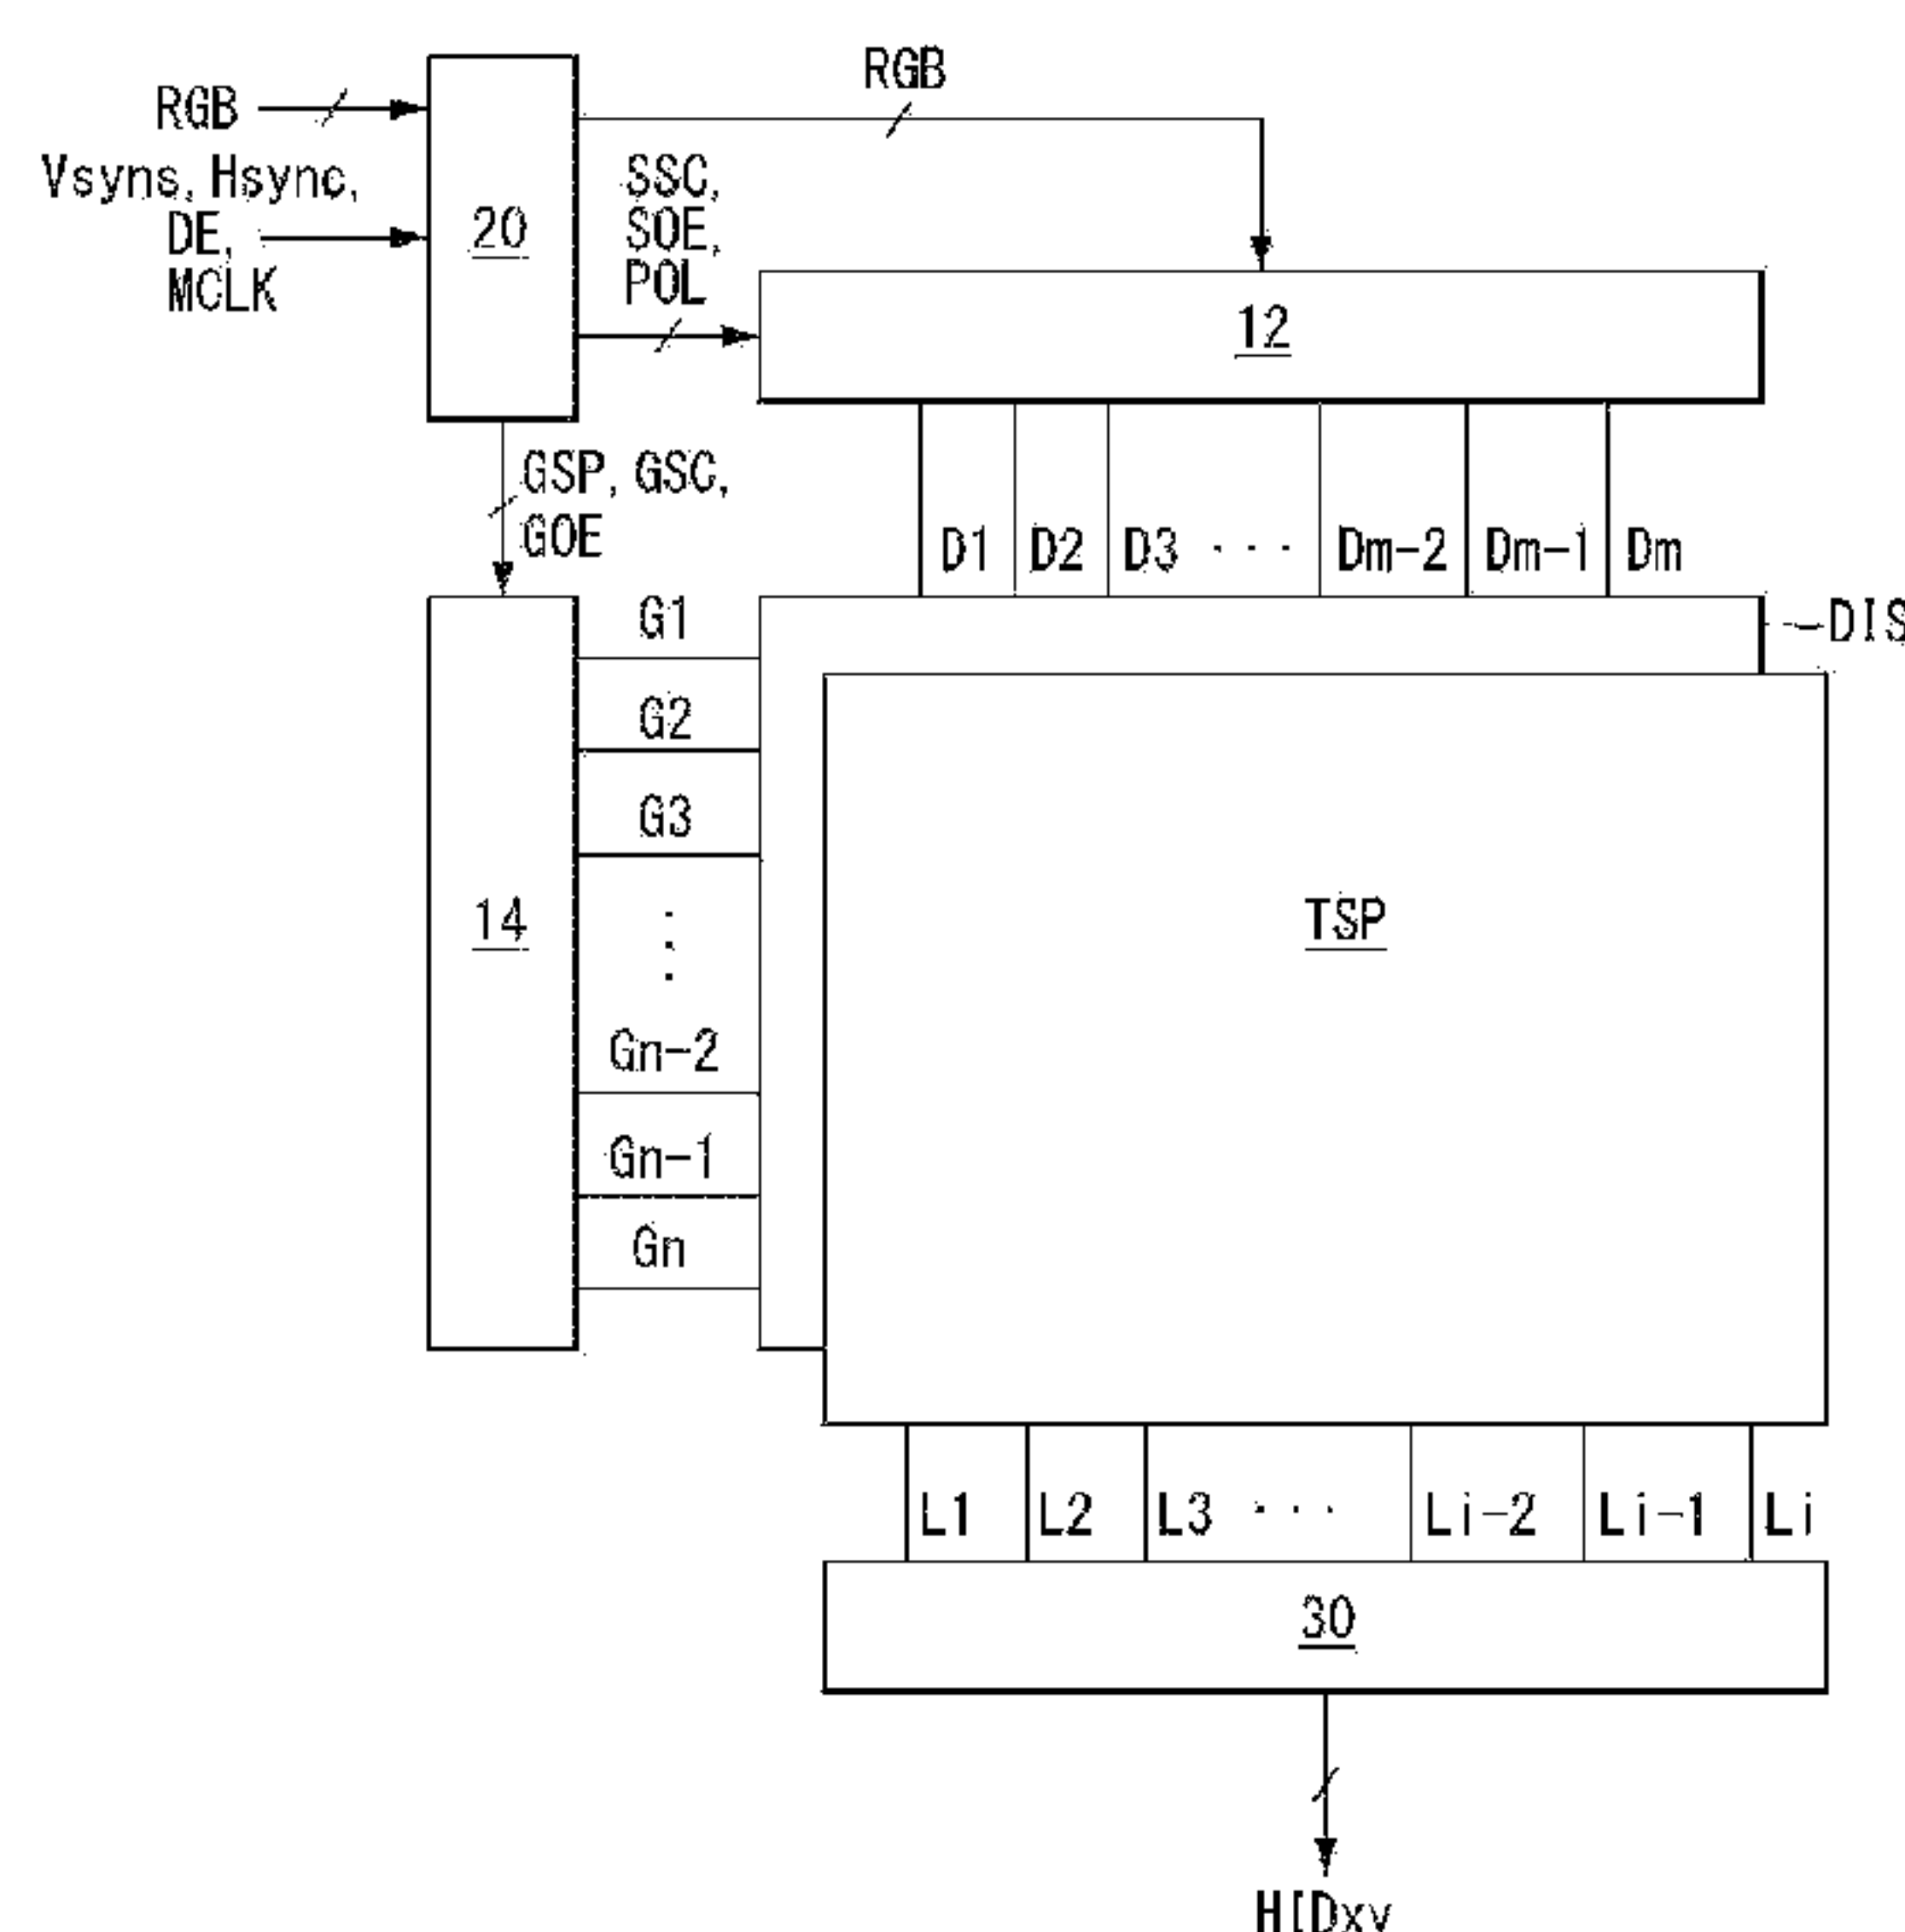 RGB
RGB
Vsyns, Hsync,
DE,
MCLK
20
SSC,
SOE,
POL
12
GSP, GSC,
GOE
D1 D2 D3 ··· Dm-2 Dm-1 Dm
DIS
G1
G2
G3
14
TSP
Gn-2
Gn-1
Gn
L1 L2 L3 ··· Li-2 Li-1 Li
30
HIDxy